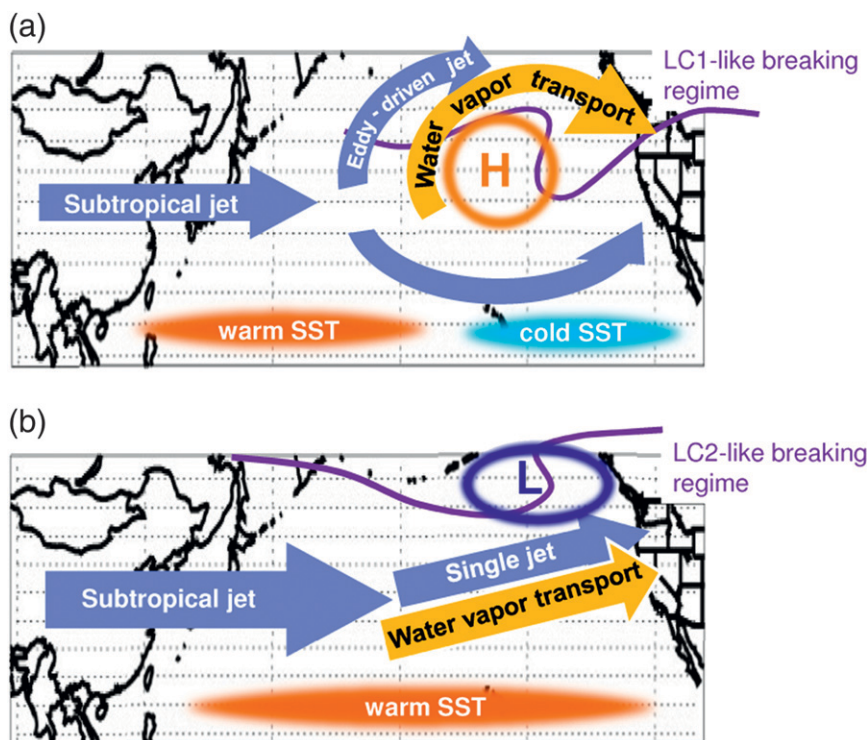 (a)
LC1-like breaking
regime
Eddy - driven jet
Water vapor transport
H
Subtropical jet
warm SST
cold SST
(b)
LC2-like breaking
regime
L
Single jet
Subtropical jet
Water vapor transport
warm SST